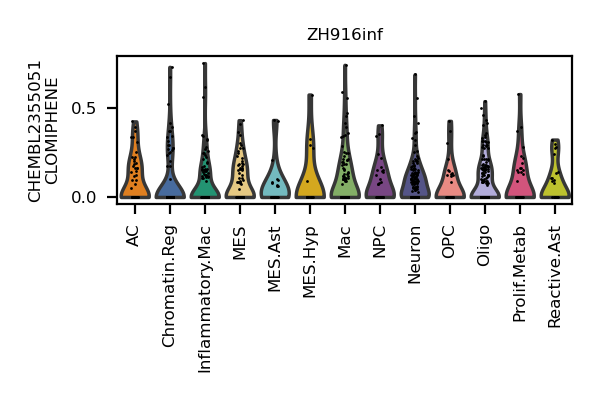 ZH916inf
CHEMBL2355051
CLOMIPHENE
0.5
0.0
AC
Chromatin.Reg
Inflammatory.Mac
MES
MES.Ast
MES.Hyp
Mac
NPC
Neuron
OPC
Oligo
Prolif.Metab
Reactive.Ast